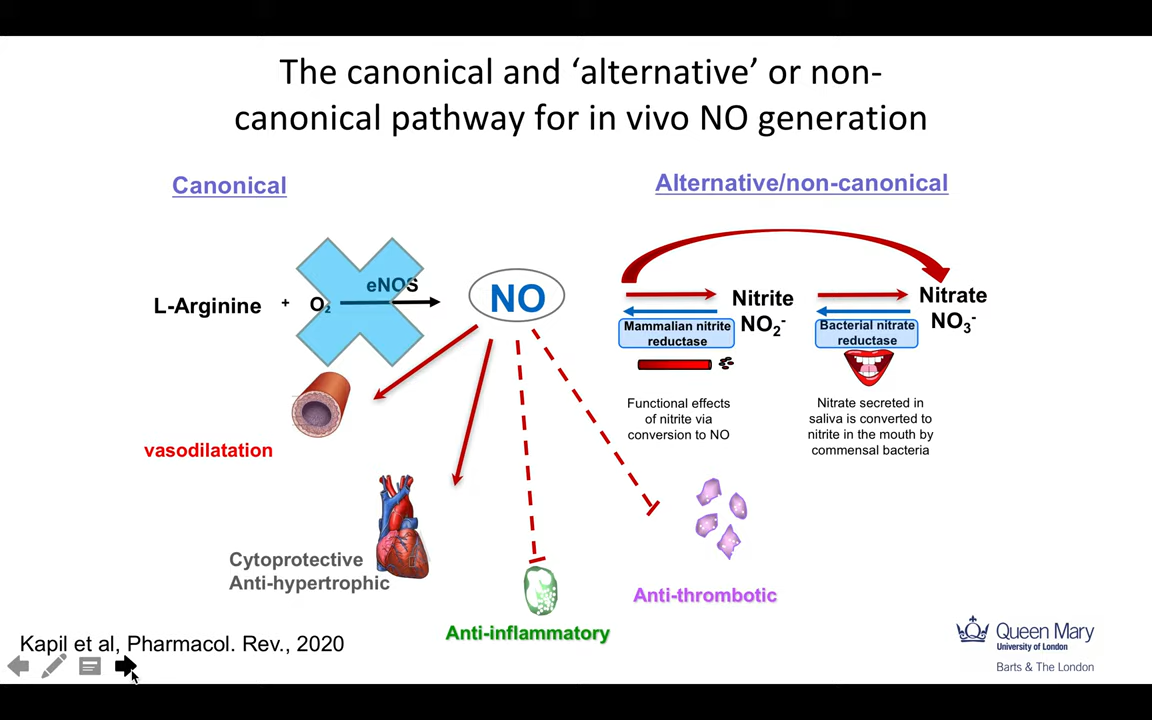 The canonical and ‘alternative’ or non-
canonical pathway for in vivo NO generation
Canonical
Alternative/non-canonical
L-Arginine + O2
eNOS
NO
Nitrite
NO2-
Nitrate
NO3-
Mammalian nitrite
reductase
Bacterial nitrate
reductase
Functional effects
of nitrite via
conversion to NO
Nitrate secreted in
saliva is converted to
nitrite in the mouth by
commensal bacteria
vasodilatation
Cytoprotective
Anti-hypertrophic
Anti-inflammatory
Anti-thrombotic
Kapil et al, Pharmacol. Rev., 2020
Queen Mary
University of London
Barts & The London